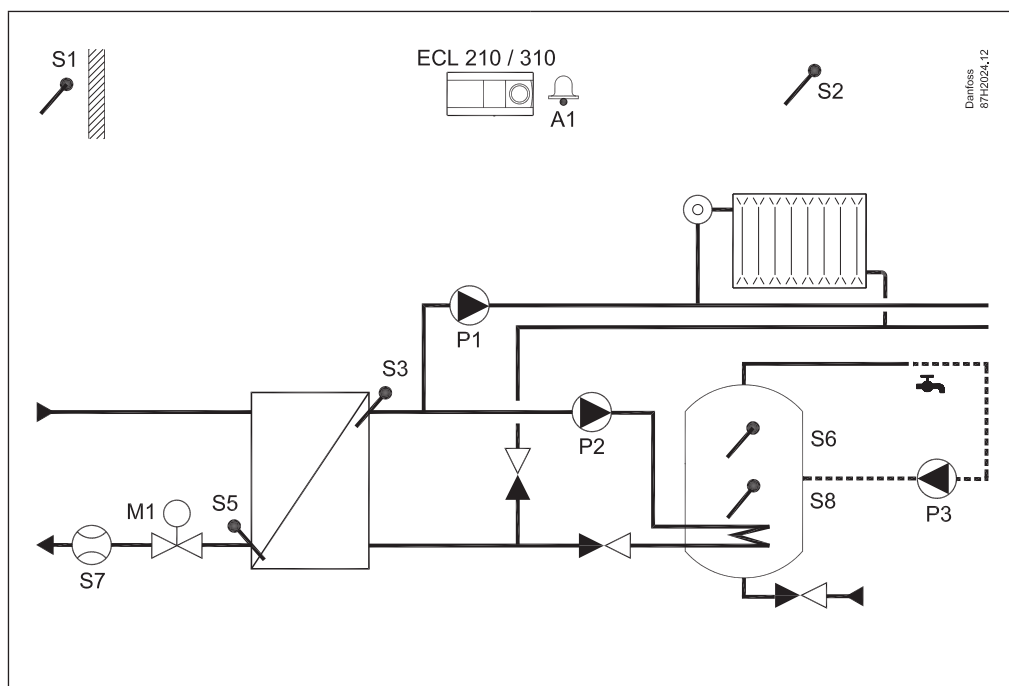 S1
ECL 210 / 310
A1
S2
Danfoss
87H2024.12
P1
S3
P2
S6
S8
P3
M1
S5
S7